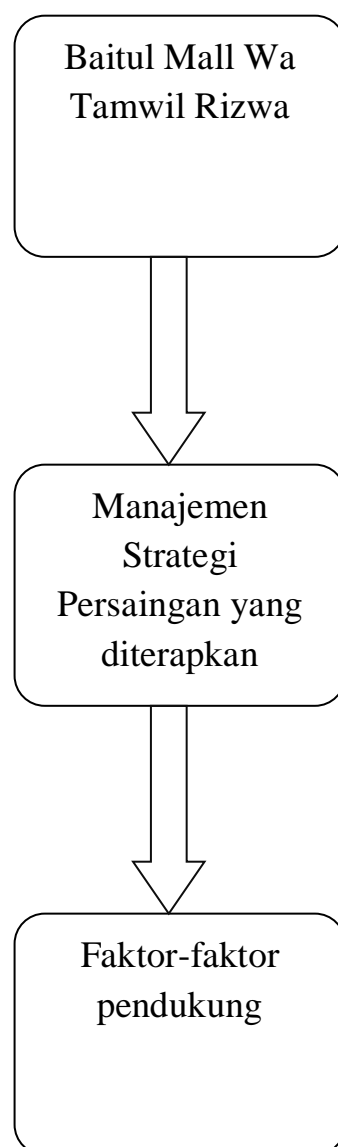 Baitul Mall Wa
Tamwil Rizwa
Manajemen
Strategi
Persaingan yang
diterapkan
Faktor-faktor
pendukung